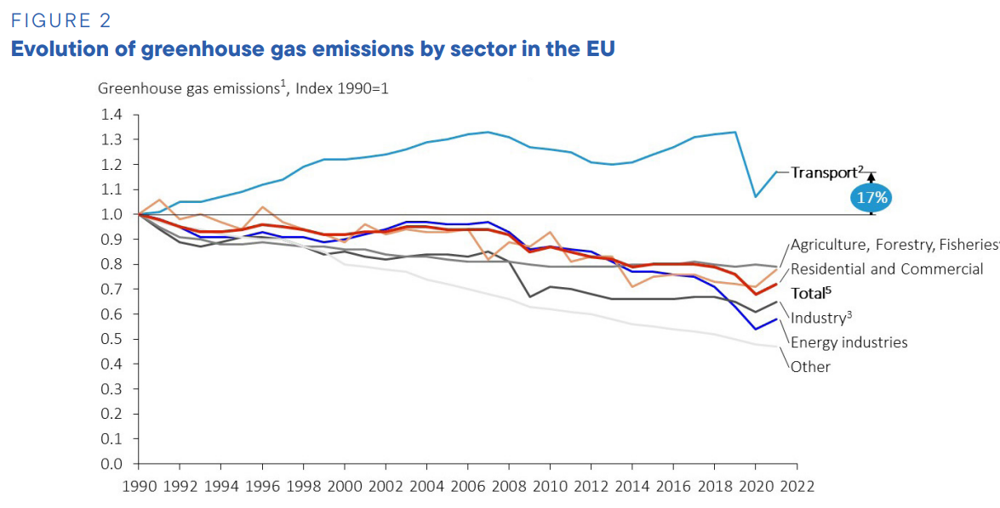 FIGURE 2
Evolution of greenhouse gas emissions by sector in the EU
Greenhouse gas emissions¹, Index 1990=1
1.4
1.3
1.2
1.1
1.0
0.9
0.8
0.7
0.6
0.5
0.4
0.3
0.2
0.1
0.0
1990 1992 1994 1996 1998 2000 2002 2004 2006 2008 2010 2012 2014 2016 2018 2020 2022
Transport²
17%
Agriculture, Forestry, Fisheries
Residential and Commercial
Total⁵
Industry³
Energy industries
Other